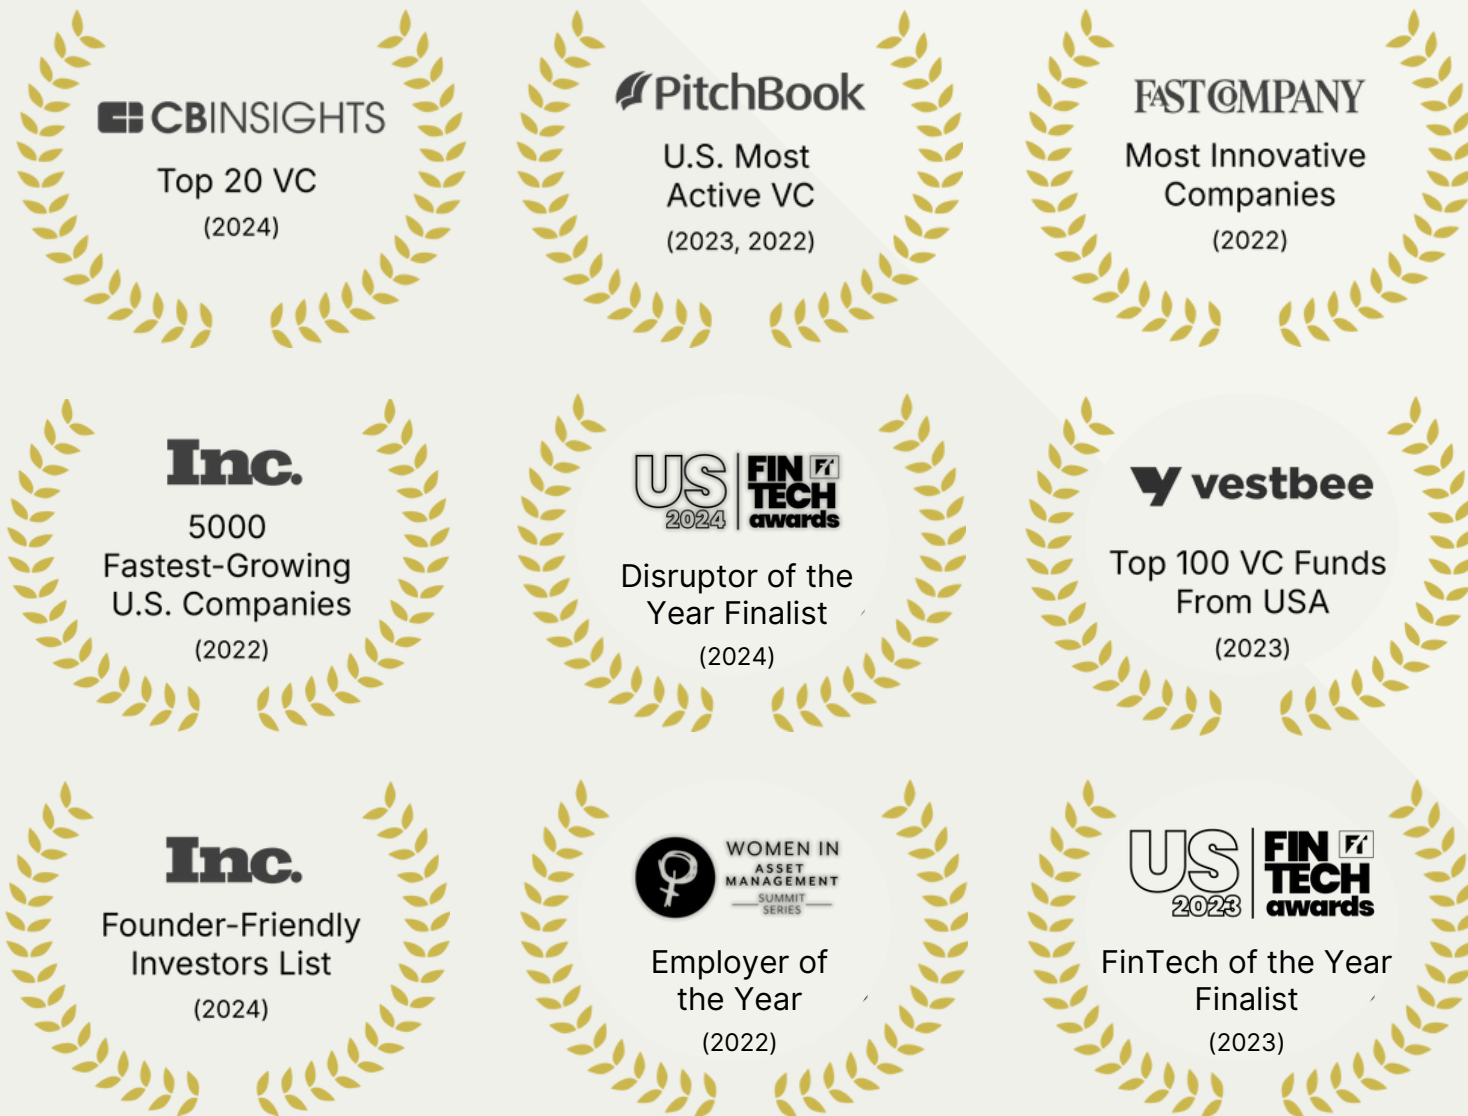 CBINSIGHTS
Top 20 VC
(2024)
PitchBook
U.S. Most
Active VC
(2023, 2022)
FAST COMPANY
Most Innovative
Companies
(2022)
Inc.
5000
Fastest-Growing
U.S. Companies
(2022)
US
2024
FIN
TECH
awards
Disruptor of the
Year Finalist
(2024)
vestbee
Top 100 VC Funds
From USA
(2023)
Inc.
Founder-Friendly
Investors List
(2024)
WOMEN IN
ASSET
MANAGEMENT
SUMMIT
SERIES
Employer of
the Year
(2022)
US
2023
FIN
TECH
awards
FinTech of the Year
Finalist
(2023)